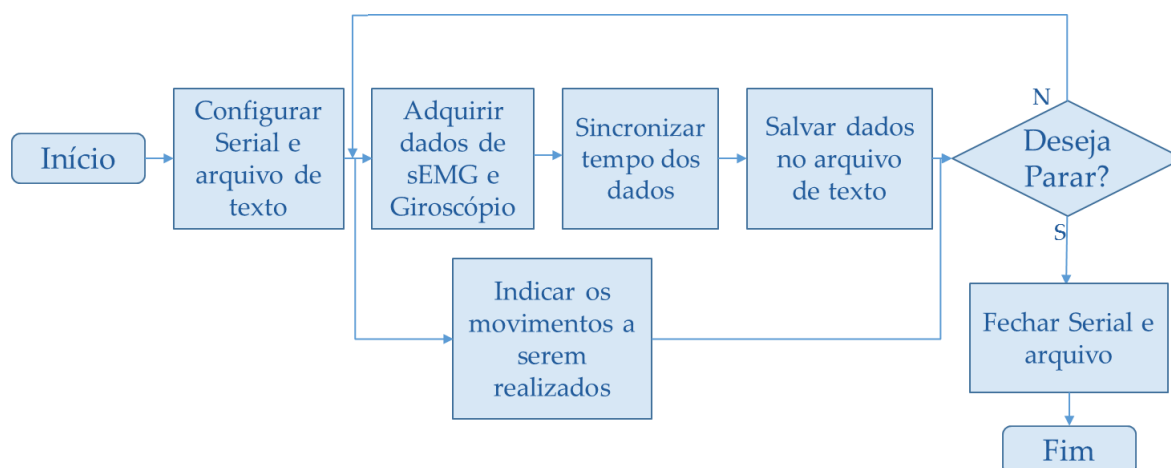 Início
Configurar
Serial e
arquivo de
texto
Adquirir
dados de
sEMG e
Giroscópio
Sincronizar
tempo dos
dados
Salvar dados
no arquivo
de texto
N
Deseja
Parar?
S
Indicar os
movimentos a
serem
realizados
Fechar Serial e
arquivo
Fim